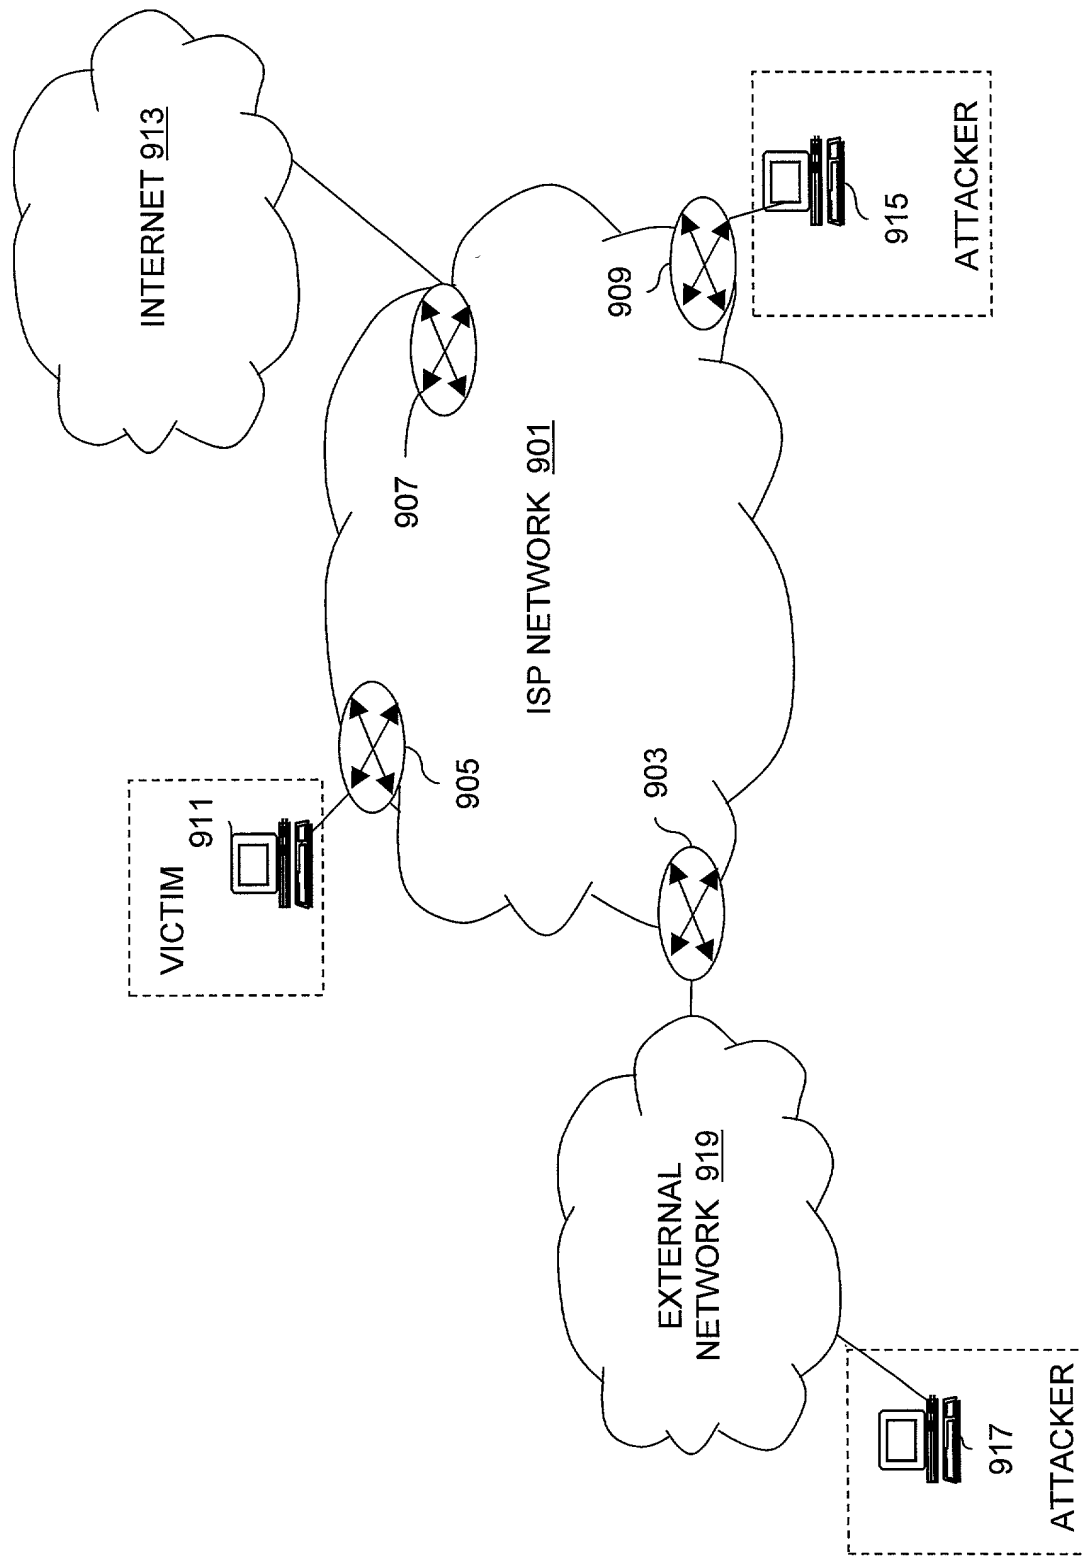 VICTIM
911
INTERNET 913
905
907
ISP NETWORK 901
903
909
EXTERNAL
NETWORK 919
915
ATTACKER
917
ATTACKER